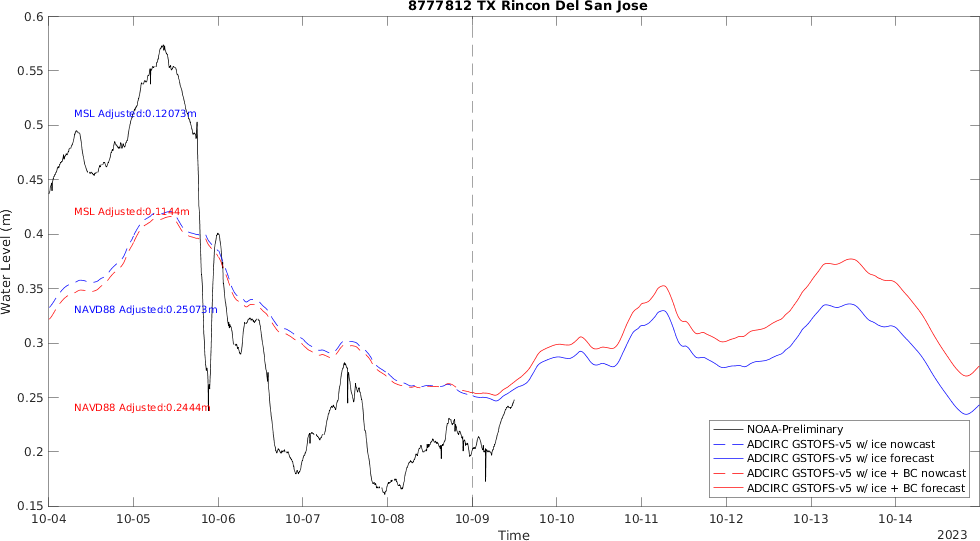 8777812 TX Rincon Del San Jose
Water Level (m)
0.6
0.55
0.5
0.45
0.4
0.35
0.3
0.25
0.2
0.15
MSL Adjusted:0.12073m
MSL Adjusted:0.1144m
NAVD88 Adjusted:0.25073m
NAVD88 Adjusted:0.2444m
NOAA-Preliminary
ADCIRC GSTOFS-v5 w/ ice nowcast
ADCIRC GSTOFS-v5 w/ ice forecast
ADCIRC GSTOFS-v5 w/ ice + BC nowcast
ADCIRC GSTOFS-v5 w/ ice + BC forecast
10-04 10-05 10-06 10-07 10-08 10-09 10-10 10-11 10-12 10-13 10-14
Time
2023